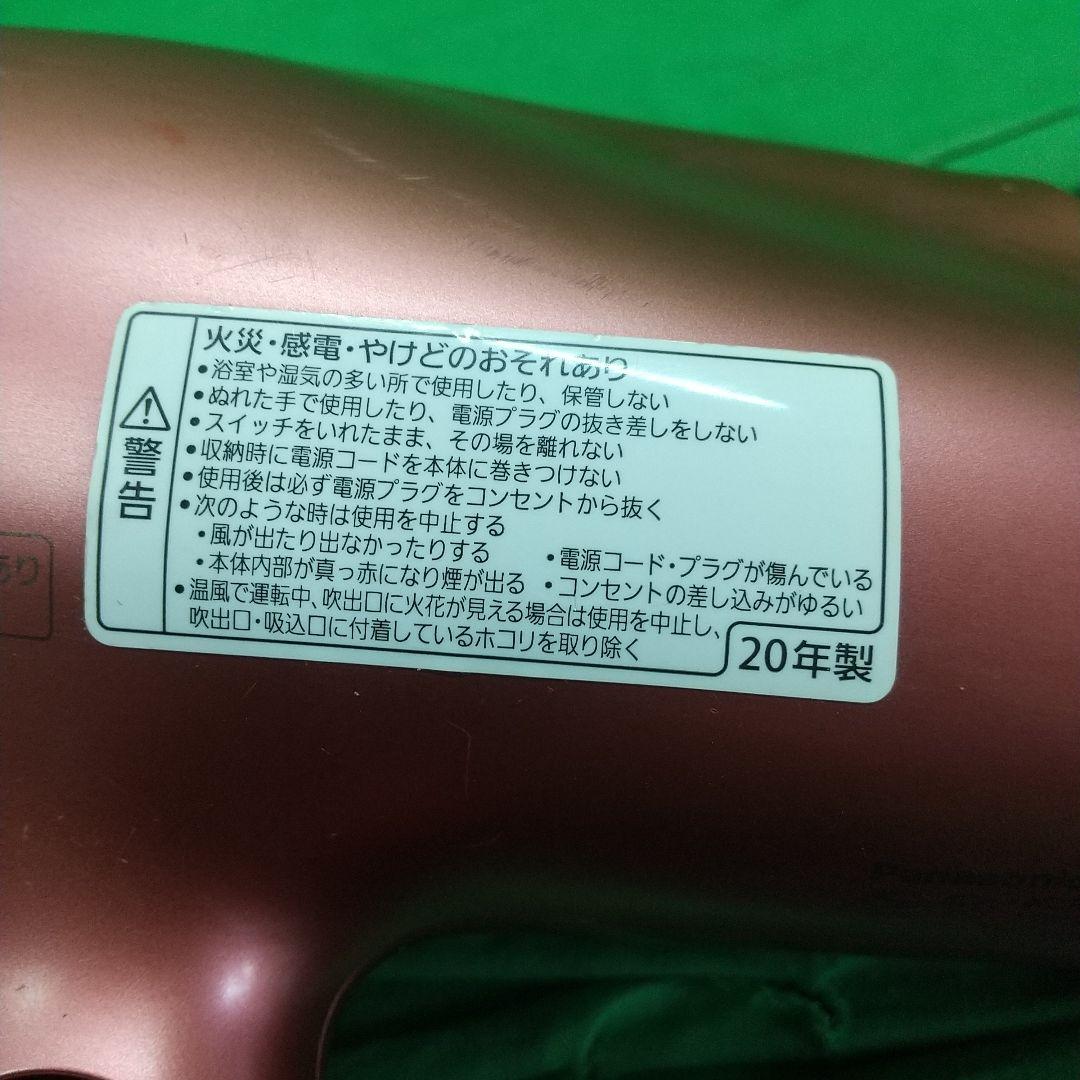 警告
火災・感電・やけどのおそれあり
•浴室や湿気の多い所で使用したり、保管しない
•ぬれた手で使用したり、電源プラグの抜き差しをしない
•スイッチをいれたまま、その場を離れない
•収納時に電源コードを本体に巻きつけない
•使用後は必ず電源プラグをコンセントから抜く
•次のような時は使用を中止する
・風が出たり出なかったりする
・本体内部が真っ赤になり煙が出る
・電源コード・プラグが傷んでいる
・コンセントの差し込みがゆるい
•温風で運転中、吹出口に火花が見える場合は使用を中止し、
吹出口・吸込口に付着しているホコリを取り除く
20年製
あり
Panasonic